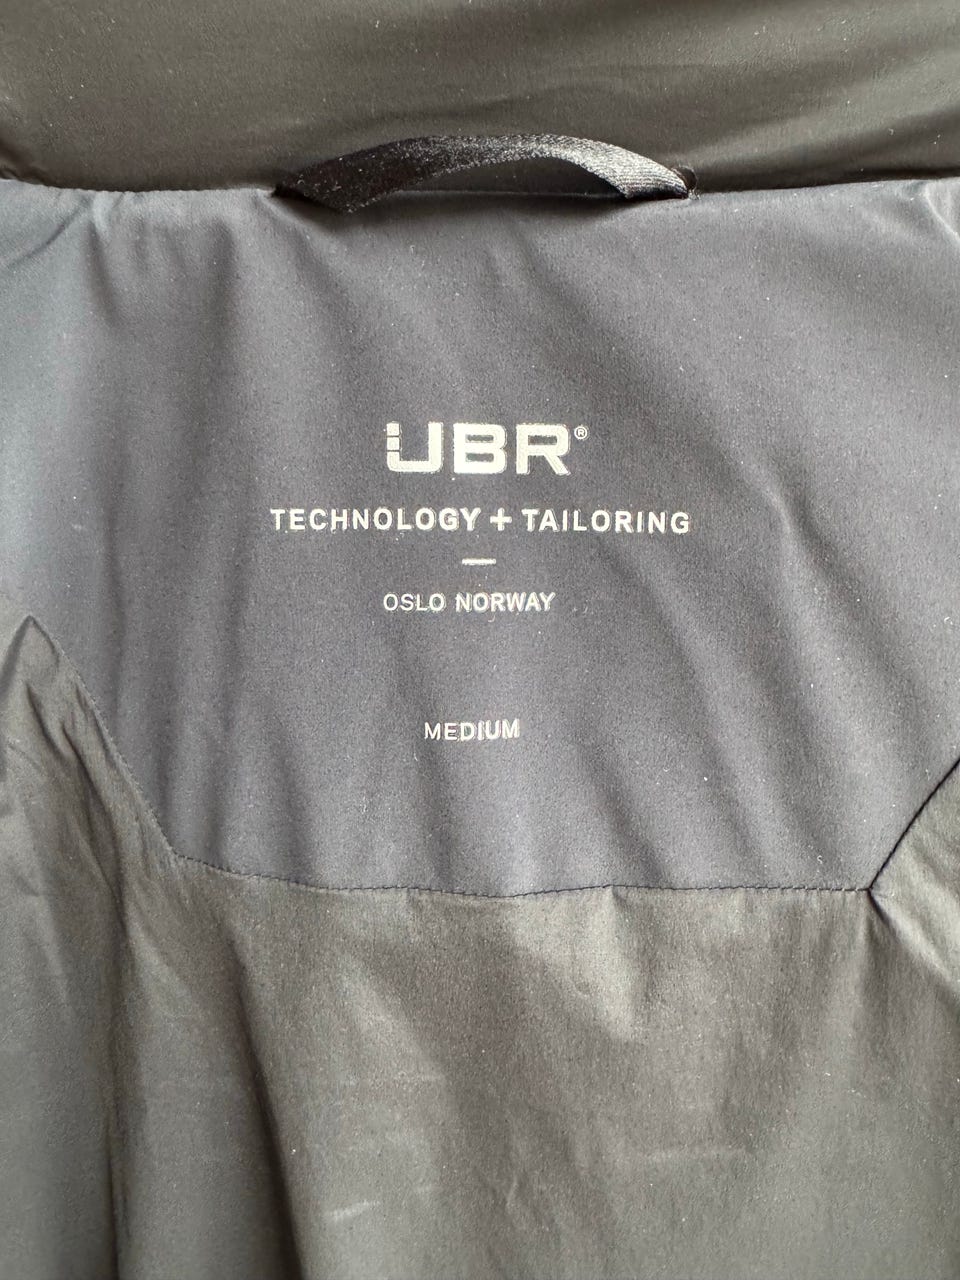 UBR®
TECHNOLOGY + TAILORING
OSLO NORWAY
MEDIUM